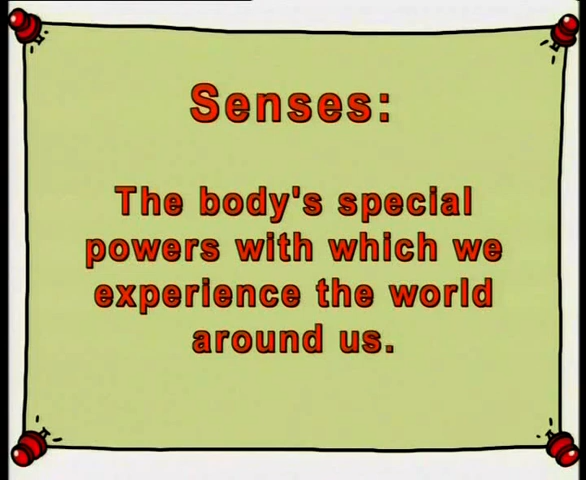 Senses:
The body's special
powers with which we
experience the world
around us.